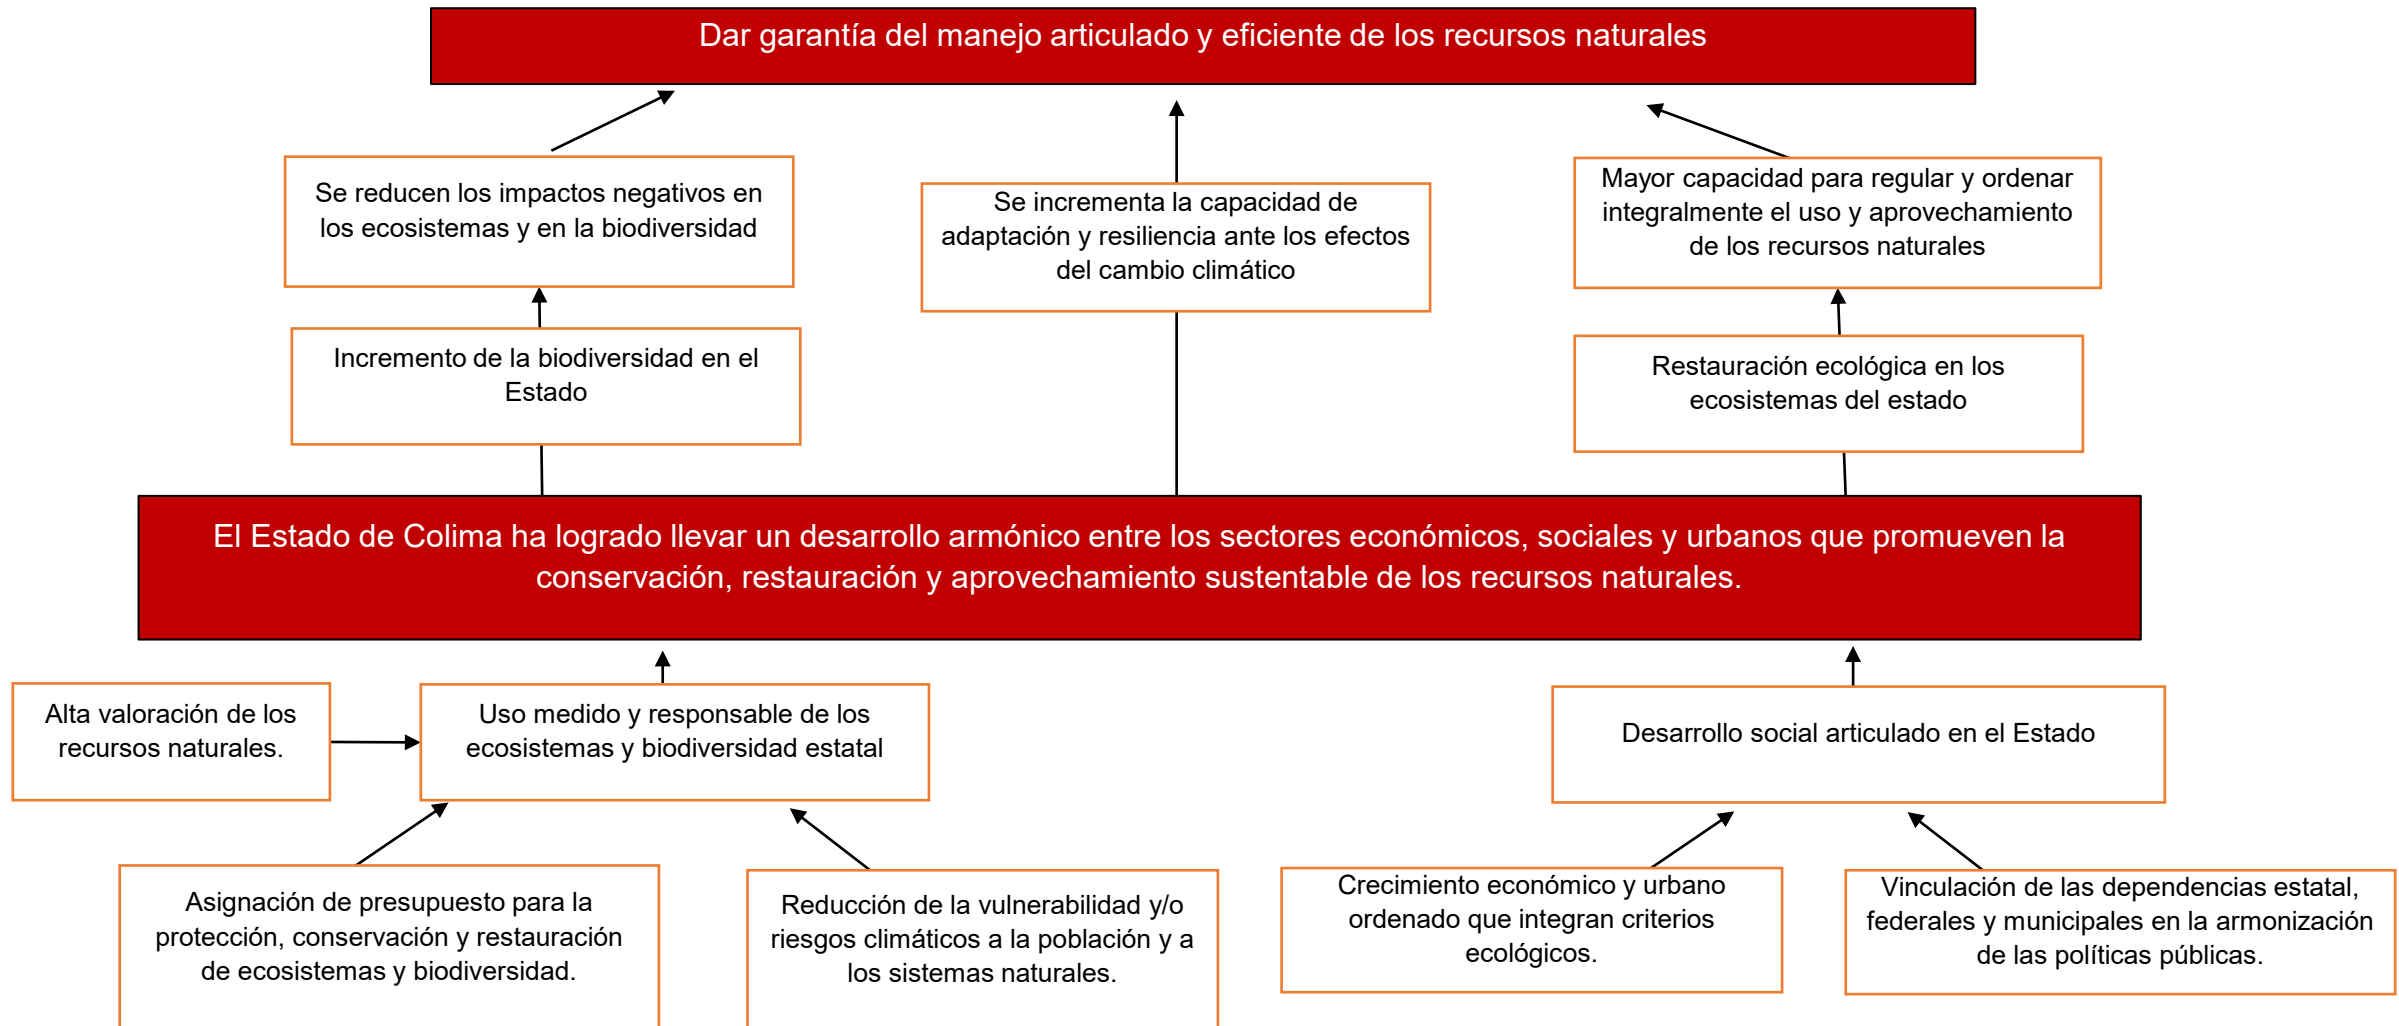 Dar garantía del manejo articulado y eficiente de los recursos naturales
Se reducen los impactos negativos en
los ecosistemas y en la biodiversidad
Se incrementa la capacidad de
adaptación y resiliencia ante los efectos
del cambio climático
Mayor capacidad para regular y ordenar
integralmente el uso y aprovechamiento
de los recursos naturales
Incremento de la biodiversidad en el
Estado
Restauración ecológica en los
ecosistemas del estado
El Estado de Colima ha logrado llevar un desarrollo armónico entre los sectores económicos, sociales y urbanos que promueven la
conservación, restauración y aprovechamiento sustentable de los recursos naturales.
Alta valoración de los
recursos naturales.
Uso medido y responsable de los
ecosistemas y biodiversidad estatal
Desarrollo social articulado en el Estado
Asignación de presupuesto para la
protección, conservación y restauración
de ecosistemas y biodiversidad.
Reducción de la vulnerabilidad y/o
riesgos climáticos a la población y a
los sistemas naturales.
Crecimiento económico y urbano
ordenado que integran criterios
ecológicos.
Vinculación de las dependencias estatal,
federales y municipales en la armonización
de las políticas públicas.